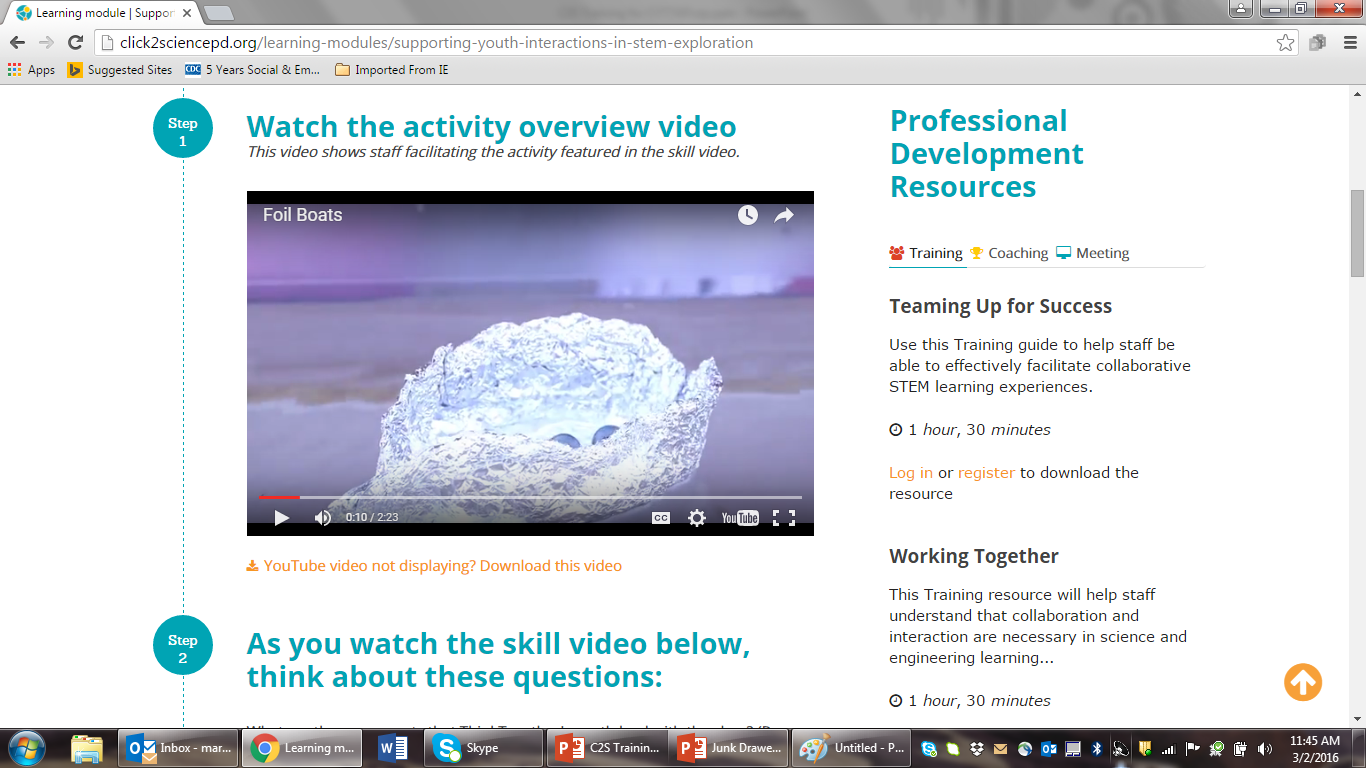 Learning module | Suppor
click2sciencepd.org/learning-modules/supporting-youth-interactions-in-stem-exploration
Apps Suggested Sites CDC 5 Years Social & Em... Imported From IE
Step
1
Watch the activity overview video
This video shows staff facilitating the activity featured in the skill video.
Foil Boats
0:10 / 2:23 CC YouTube
YouTube video not displaying? Download this video
Step
2
As you watch the skill video below,
think about these questions:
Professional
Development
Resources
Training Coaching Meeting
Teaming Up for Success
Use this Training guide to help staff be
able to effectively facilitate collaborative
STEM learning experiences.
1 hour, 30 minutes
Log in or register to download the
resource
Working Together
This Training resource will help staff
understand that collaboration and
interaction are necessary in science and
engineering learning...
1 hour, 30 minutes
Inbox - mar... Learning m... Skype C2S Trainin... Junk Drawe... Untitled - P...
11:45 AM
3/2/2016